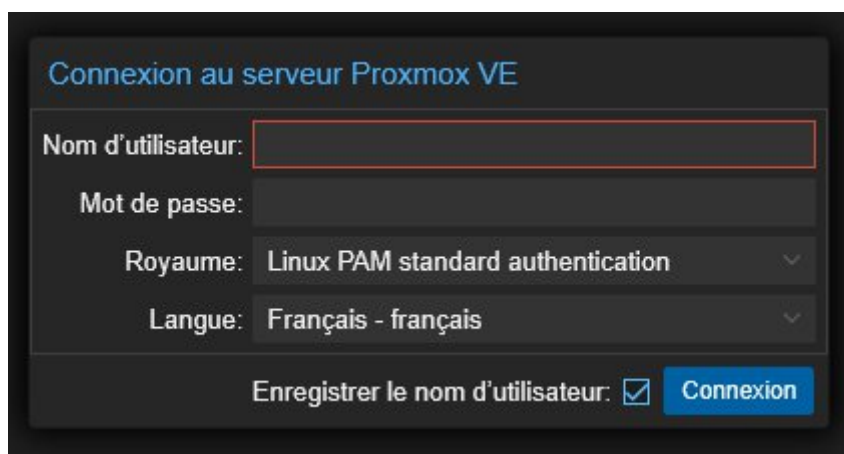 Connexion au serveur Proxmox VE
Nom d’utilisateur:
Mot de passe:
Royaume: Linux PAM standard authentication
Langue: Français - français
Enregistrer le nom d’utilisateur: Connexion